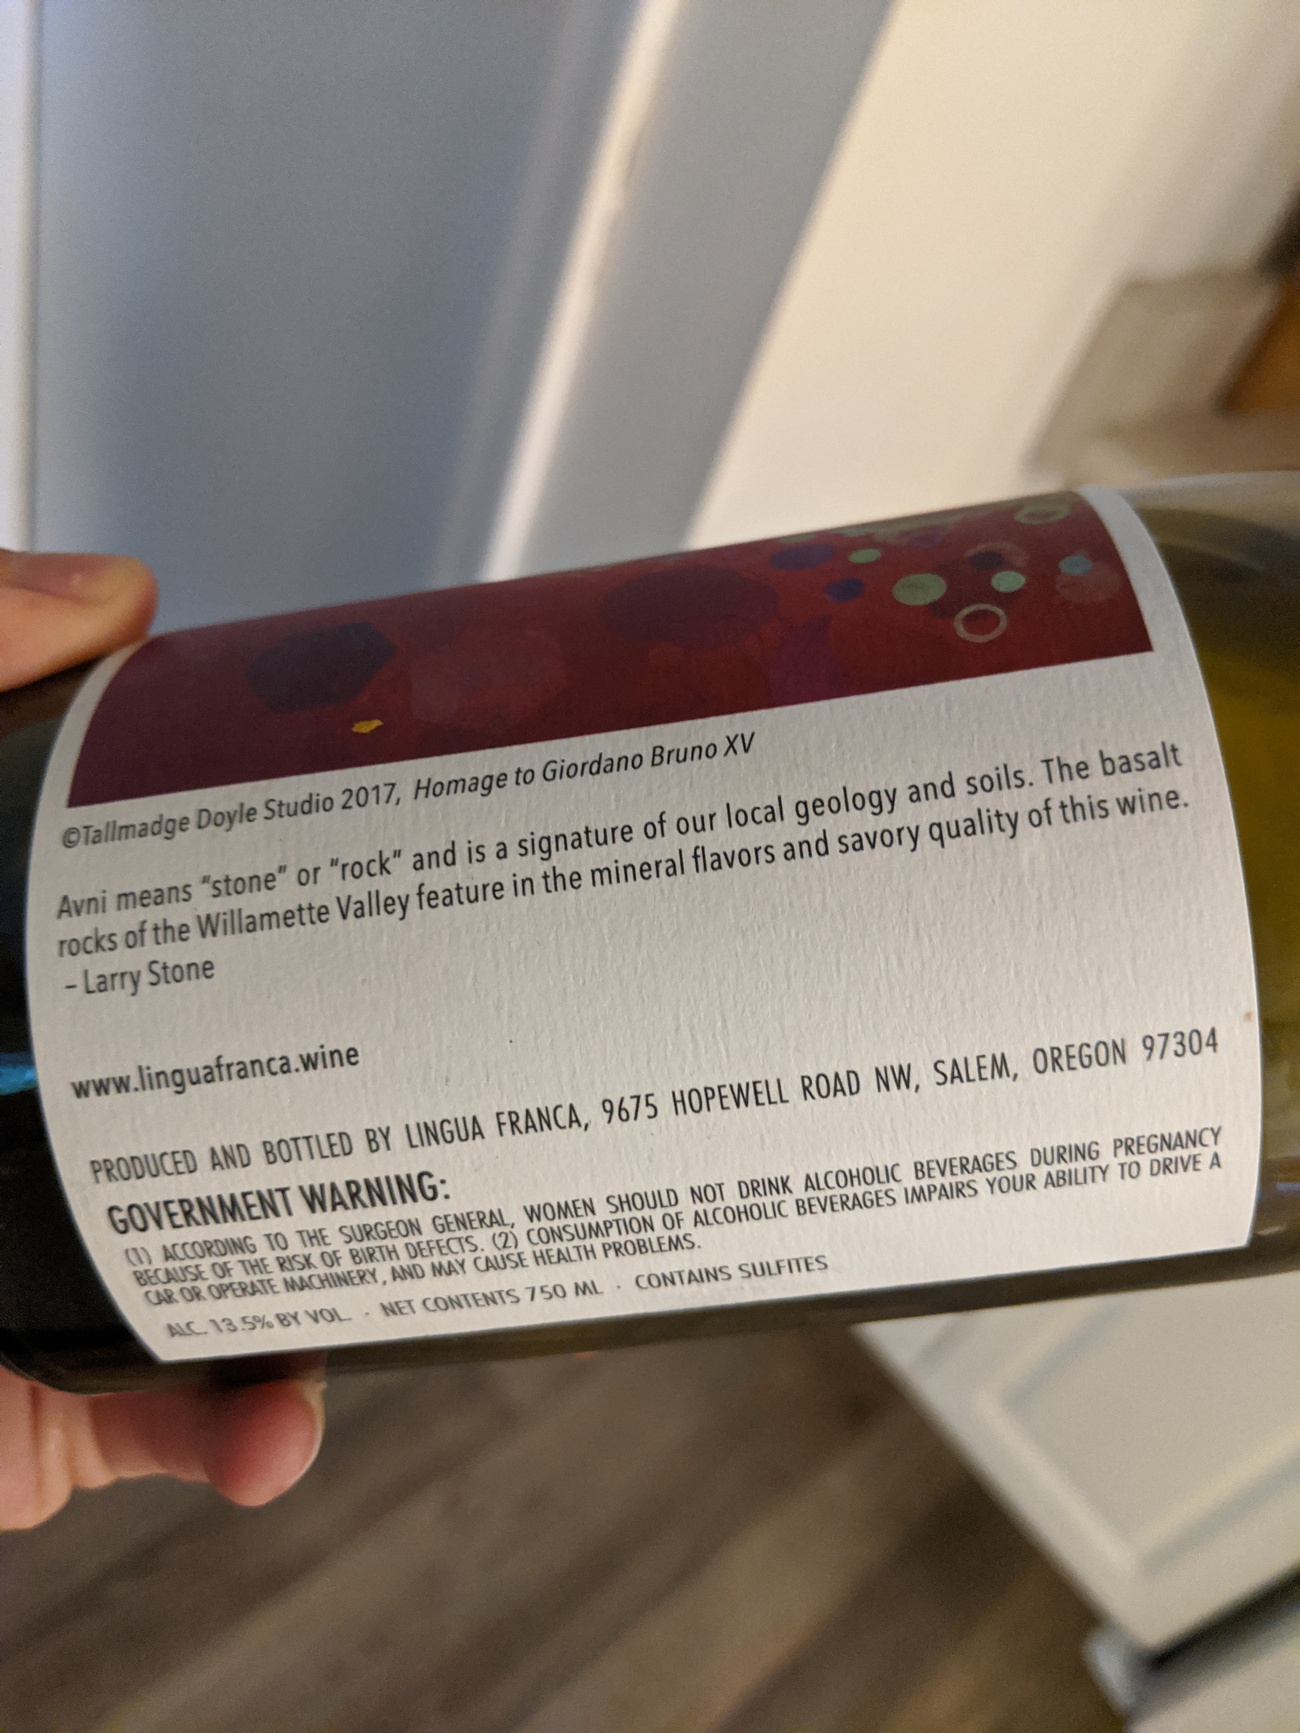 ©Tallmadge Doyle Studio 2017, Homage to Giordano Bruno XV
Avni means "stone" or "rock" and is a signature of our local geology and soils. The basalt
rocks of the Willamette Valley feature in the mineral flavors and savory quality of this wine.
– Larry Stone
www.linguafranca.wine
PRODUCED AND BOTTLED BY LINGUA FRANCA, 9675 HOPEWELL ROAD NW, SALEM, OREGON 97304
GOVERNMENT WARNING:
(1) ACCORDING TO THE SURGEON GENERAL, WOMEN SHOULD NOT DRINK ALCOHOLIC BEVERAGES DURING PREGNANCY
BECAUSE OF THE RISK OF BIRTH DEFECTS. (2) CONSUMPTION OF ALCOHOLIC BEVERAGES IMPAIRS YOUR ABILITY TO DRIVE A
CAR OR OPERATE MACHINERY, AND MAY CAUSE HEALTH PROBLEMS.
ALC. 13.5% BY VOL. · NET CONTENTS 750 ML · CONTAINS SULFITES